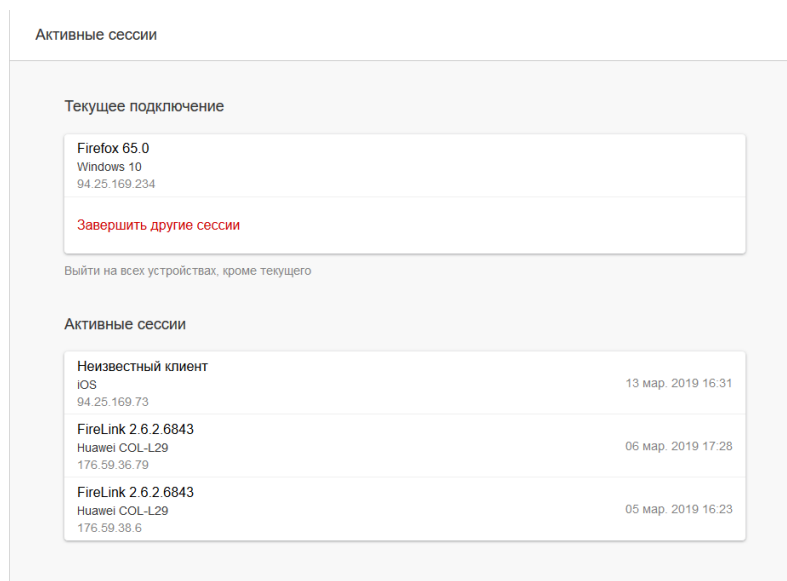 Активные сессии
Текущее подключение
Firefox 65.0
Windows 10
94.25.169.234
Завершить другие сессии
Выйти на всех устройствах, кроме текущего
Активные сессии
Неизвестный клиент
iOS
94.25.169.73
13 мар. 2019 16:31
FireLink 2.6.2.6843
Huawei COL-L29
176.59.36.79
06 мар. 2019 17:28
FireLink 2.6.2.6843
Huawei COL-L29
176.59.38.6
05 мар. 2019 16:23